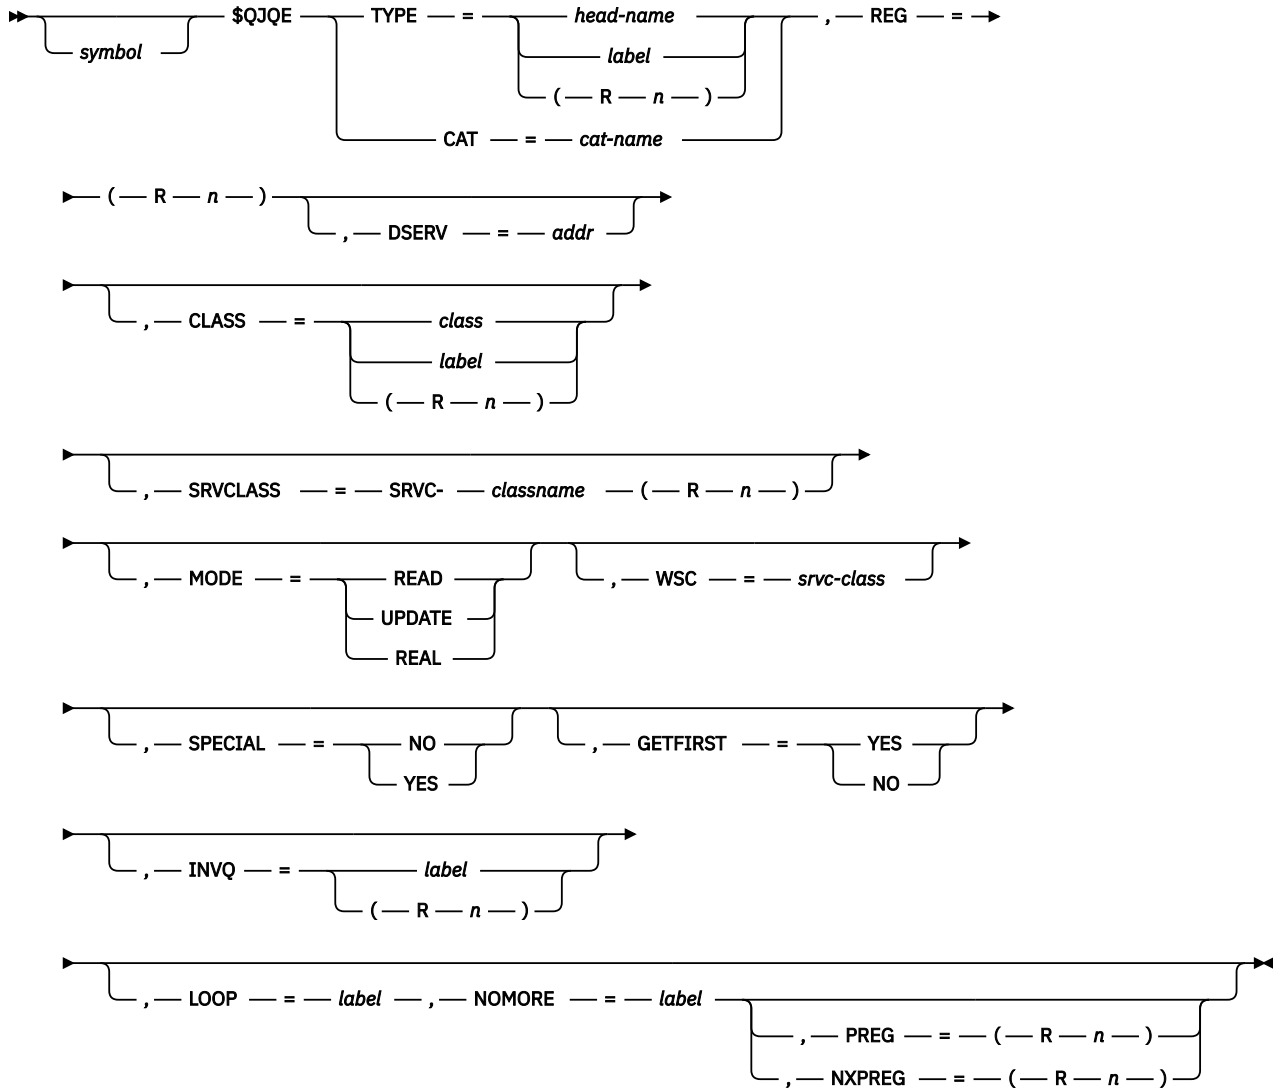 $QJQE TYPE = head-name , REG =
symbol label
( R n )
CAT = cat-name
( R n )
, DSERV = addr
, CLASS = class
label
( R n )
, SRVCLASS = SRVC- classname ( R n )
, MODE = READ , WSC = srvc-class
UPDATE
REAL
, SPECIAL = NO , GETFIRST = YES
YES NO
, INVQ = label
( R n )
, LOOP = label , NOMORE = label
, PREG = ( R n )
, NXPREG = ( R n )